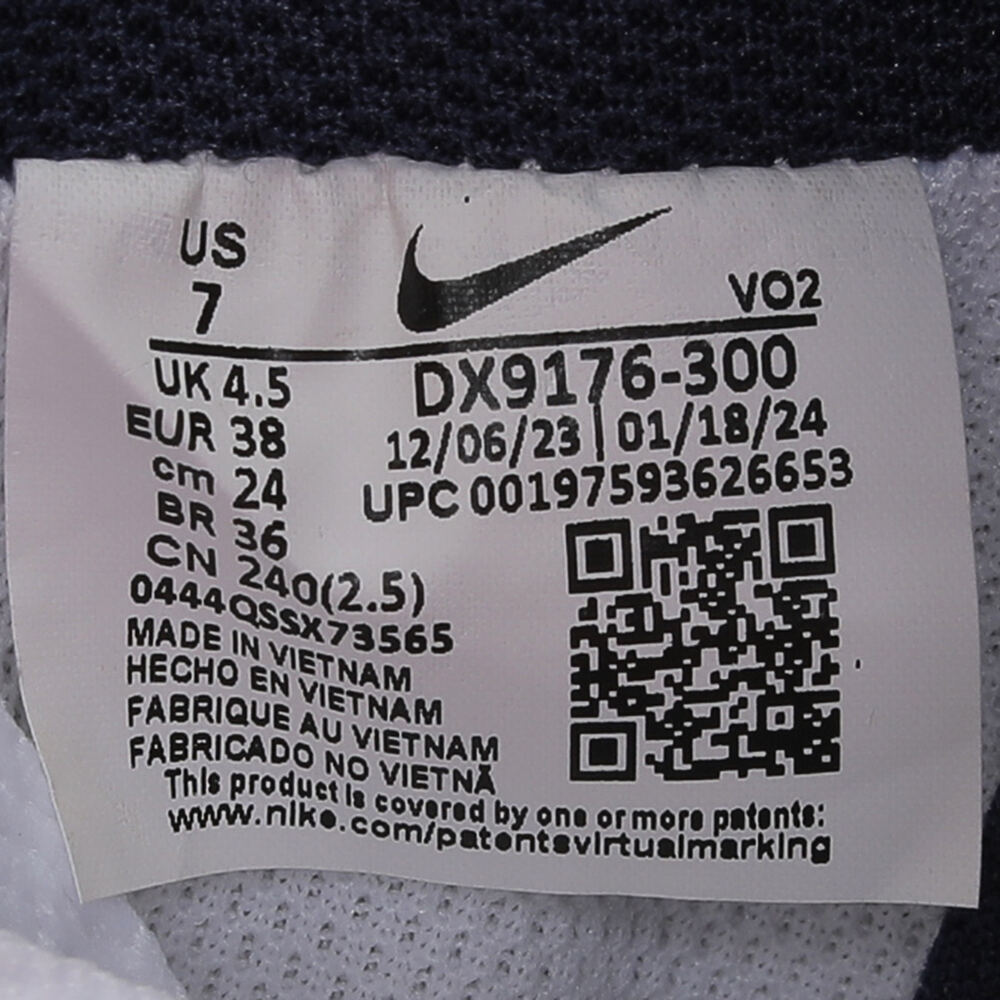 US
7
VO2
UK 4.5
EUR 38
cm 24
BR 36
CN 240(2.5)
DX9176-300
12/06/23 | 01/18/24
UPC 00197593626653
0444QSSX73565
MADE IN VIETNAM
HECHO EN VIETNAM
FABRIQUE AU VIETNAM
FABRICADO NO VIETNÃ
This product is covered by one or more patents:
www.nike.com/patentsvirtualmarking